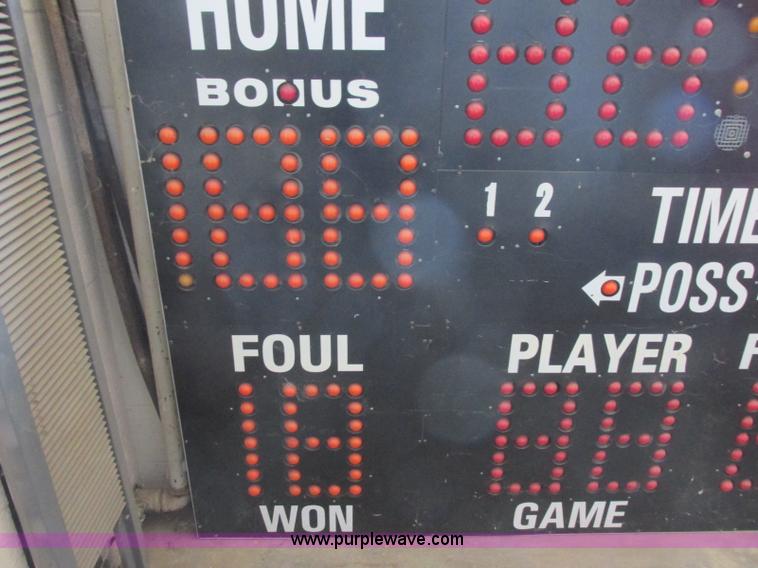 HOME
BONUS
1 2
TIME
POSS
FOUL PLAYER F
WON GAME
www.purplewave.com